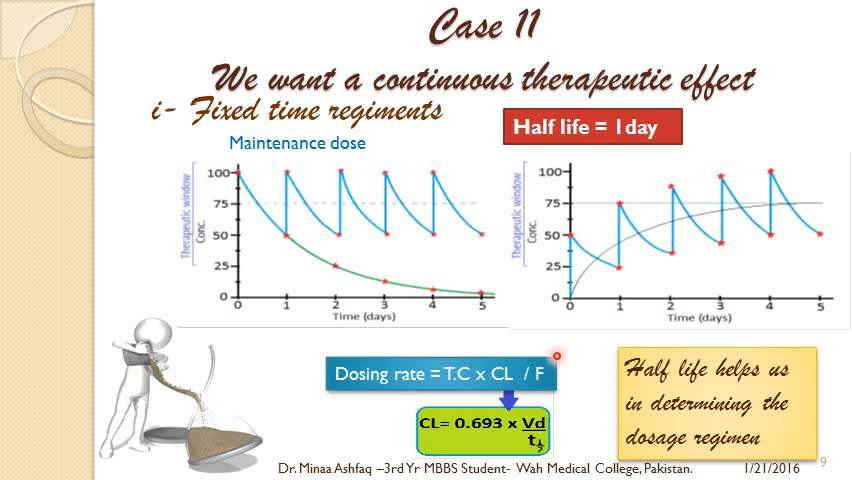 Case 11
We want a continuous therapeutic effect
i- Fixed time regiments
Half life = 1day
Maintenance dose
Therapeutic window
Conc.
100
75
50
25
0
0 1 2 3 4 5
Time (days)
Therapeutic window
Conc.
100
75
50
25
0
0 1 2 3 4 5
Time (days)
Dosing rate = T.C x CL / F
CL= 0.693 x Vd
t½
Half life helps us
in determining the
dosage regimen
Dr. Minaa Ashfaq –3rd Yr MBBS Student- Wah Medical College, Pakistan.
1/21/2016
9